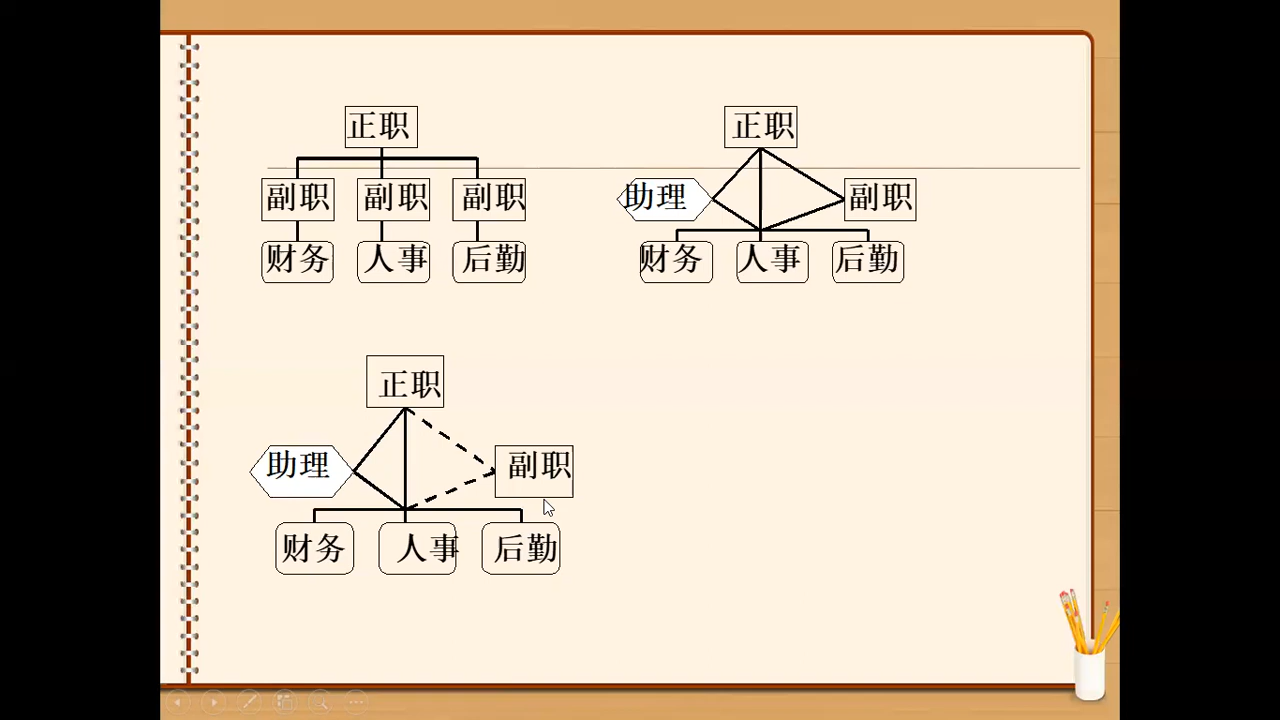 正职
副职 副职 副职
财务 人事 后勤
正职
助理 副职
财务 人事 后勤
正职
助理 副职
财务 人事 后勤